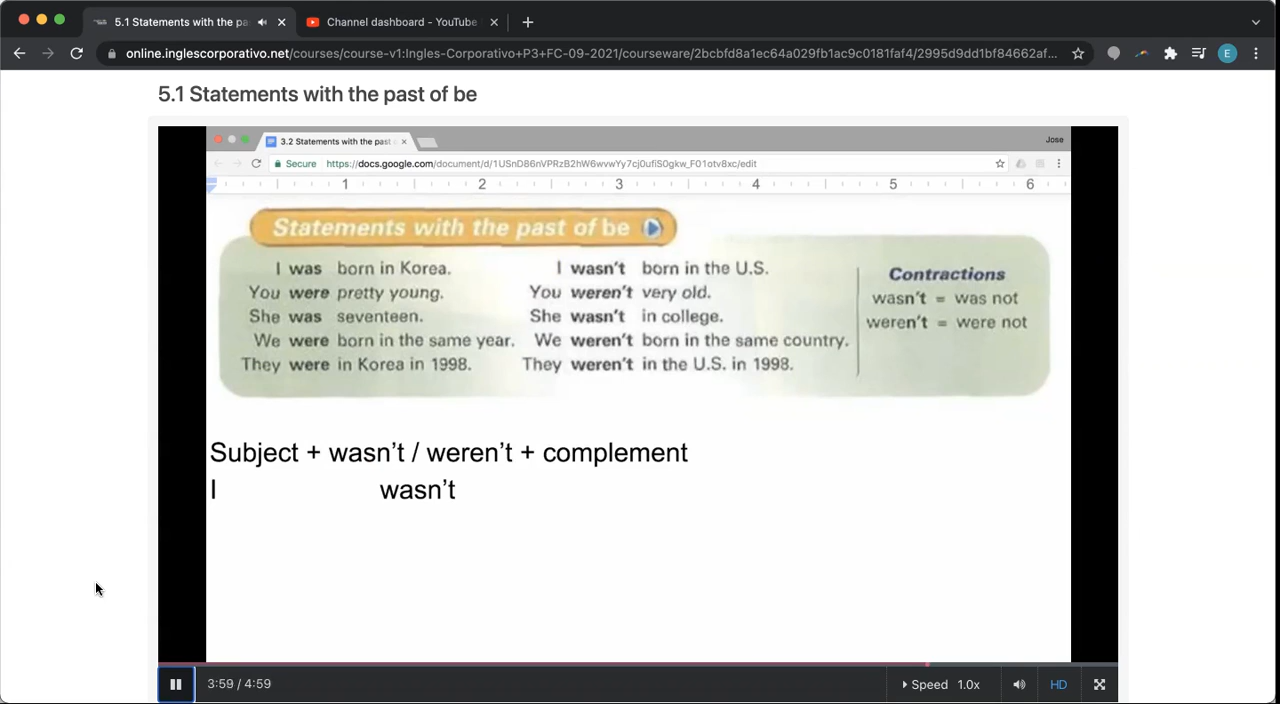 5.1 Statements with the pa
Channel dashboard - YouTube
online.inglescorporativo.net/courses/course-v1:Ingles-Corporativo+P3+FC-09-2021/courseware/2bcbfd8a1ec64a029fb1ac9c0181faf4/2995d9dd1bf84662af...
E
5.1 Statements with the past of be
3.2 Statements with the past
Jose
Secure https://docs.google.com/document/d/1USnD86nVPRzB2hW6wvwYy7cj0ufiS0gkw_F01otv8xc/edit
1 2 3 4 5 6
Statements with the past of be
I was born in Korea. I wasn't born in the U.S.
You were pretty young. You weren't very old.
She was seventeen. She wasn't in college.
We were born in the same year. We weren't born in the same country.
They were in Korea in 1998. They weren't in the U.S. in 1998.
Contractions
wasn't = was not
weren't = were not
Subject + wasn't / weren't + complement
I wasn't
3:59 / 4:59
Speed 1.0x
HD